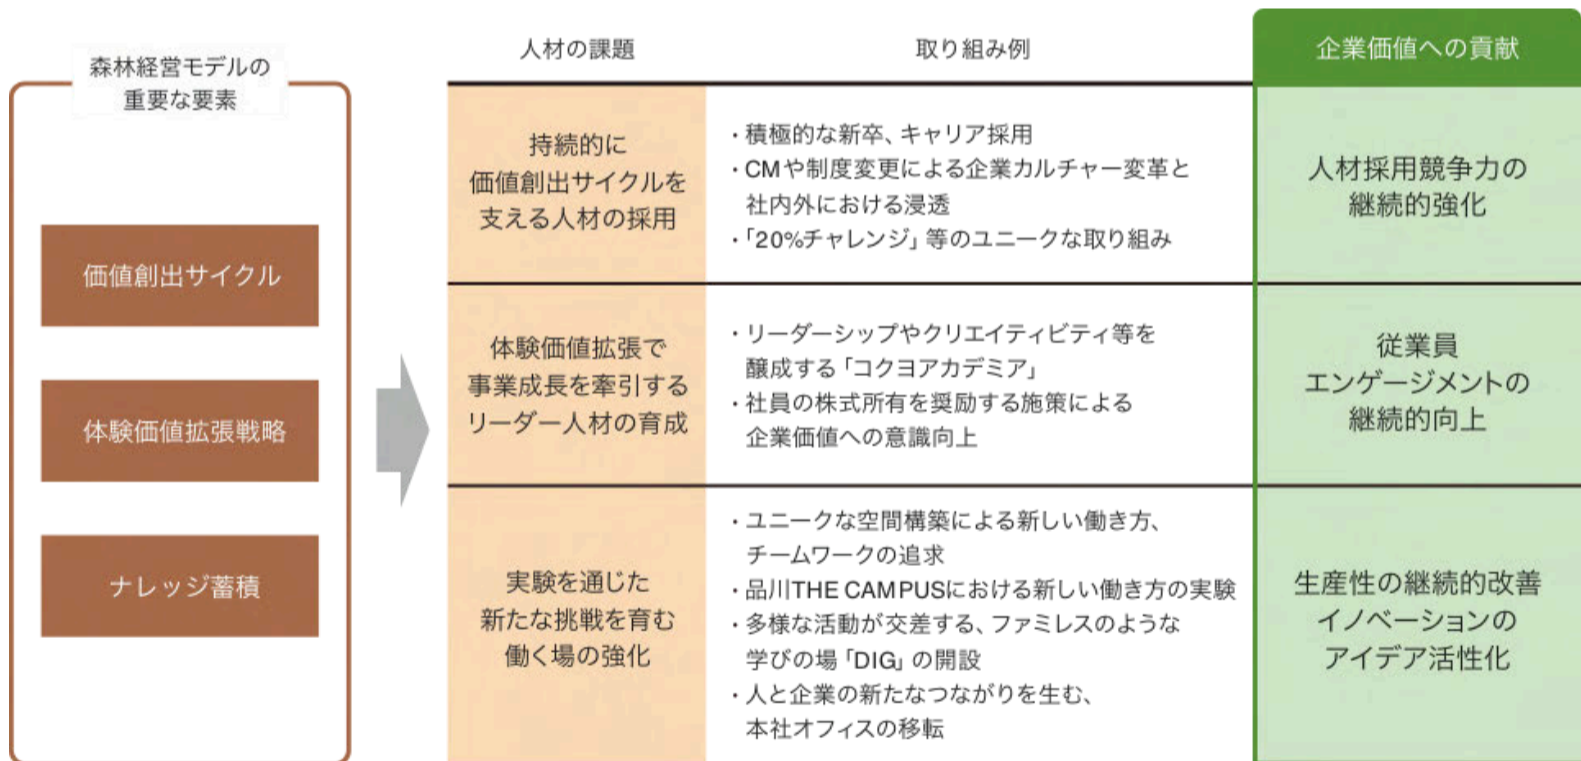 森林経営モデルの
重要な要素
価値創出サイクル
体験価値拡張戦略
ナレッジ蓄積
人材の課題
取り組み例
企業価値への貢献
持続的に
価値創出サイクルを
支える人材の採用
・積極的な新卒、キャリア採用
・CMや制度変更による企業カルチャー変革と
社内外における浸透
・「20%チャレンジ」等のユニークな取り組み
人材採用競争力の
継続的強化
体験価値拡張で
事業成長を牽引する
リーダー人材の育成
・リーダーシップやクリエイティビティ等を
醸成する「コクヨアカデミア」
・社員の株式所有を奨励する施策による
企業価値への意識向上
従業員
エンゲージメントの
継続的向上
実験を通じた
新たな挑戦を育む
働く場の強化
・ユニークな空間構築による新しい働き方、
チームワークの追求
・品川THE CAMPUSにおける新しい働き方の実験
・多様な活動が交差する、ファミレスのような
学びの場「DIG」の開設
・人と企業の新たなつながりを生む、
本社オフィスの移転
生産性の継続的改善
イノベーションの
アイデア活性化